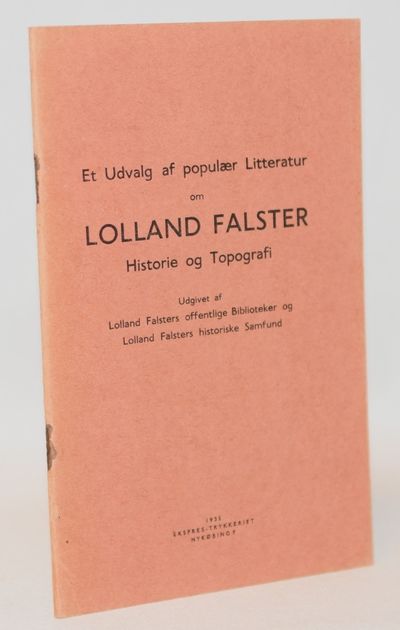 Et Udvalg af populær Litteratur
om
LOLLAND FALSTER
Historie og Topografi
Udgivet af
Lolland Falsters offentlige Biblioteker og
Lolland Falsters historiske Samfund
1935
EKSPRES-TRYKKERIET
NYKØBING F